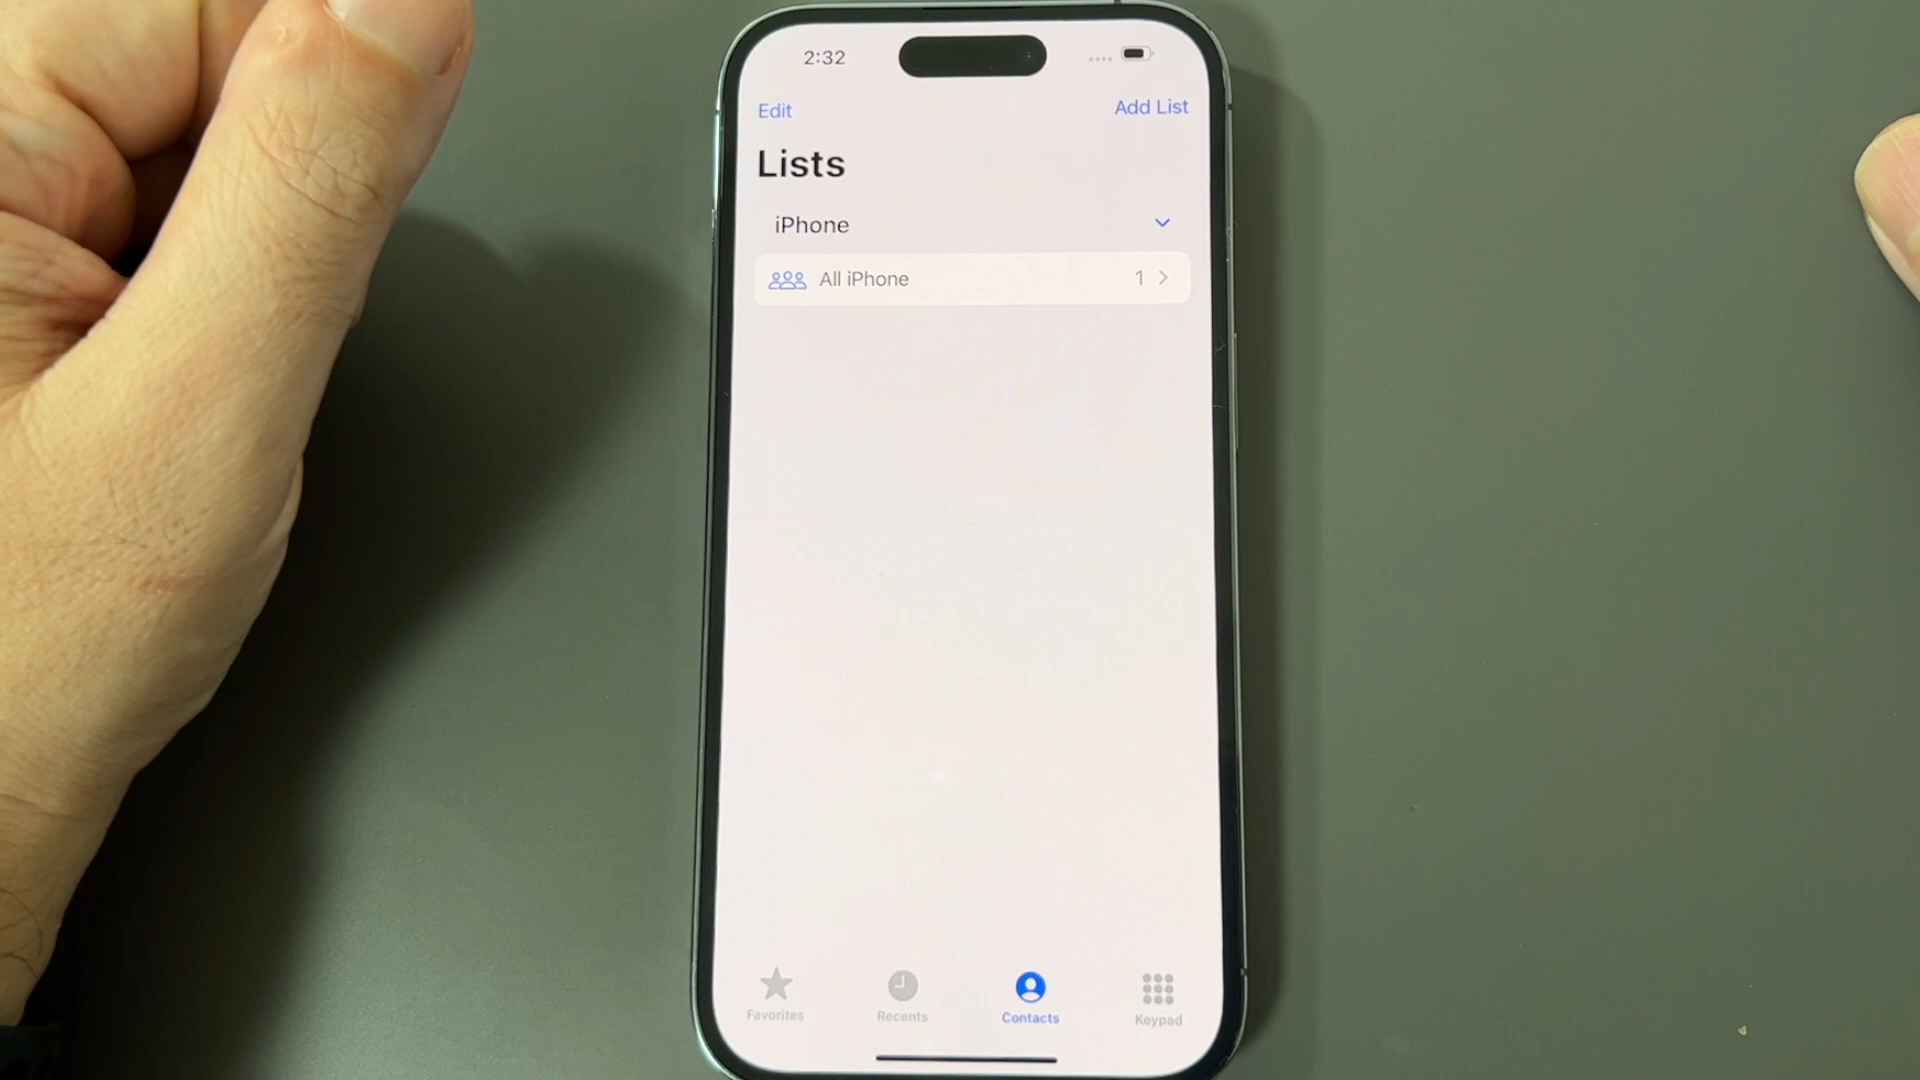 2:32
Edit
Add List
Lists
iPhone
All iPhone 1
Favorites
Recents
Contacts
Keypad